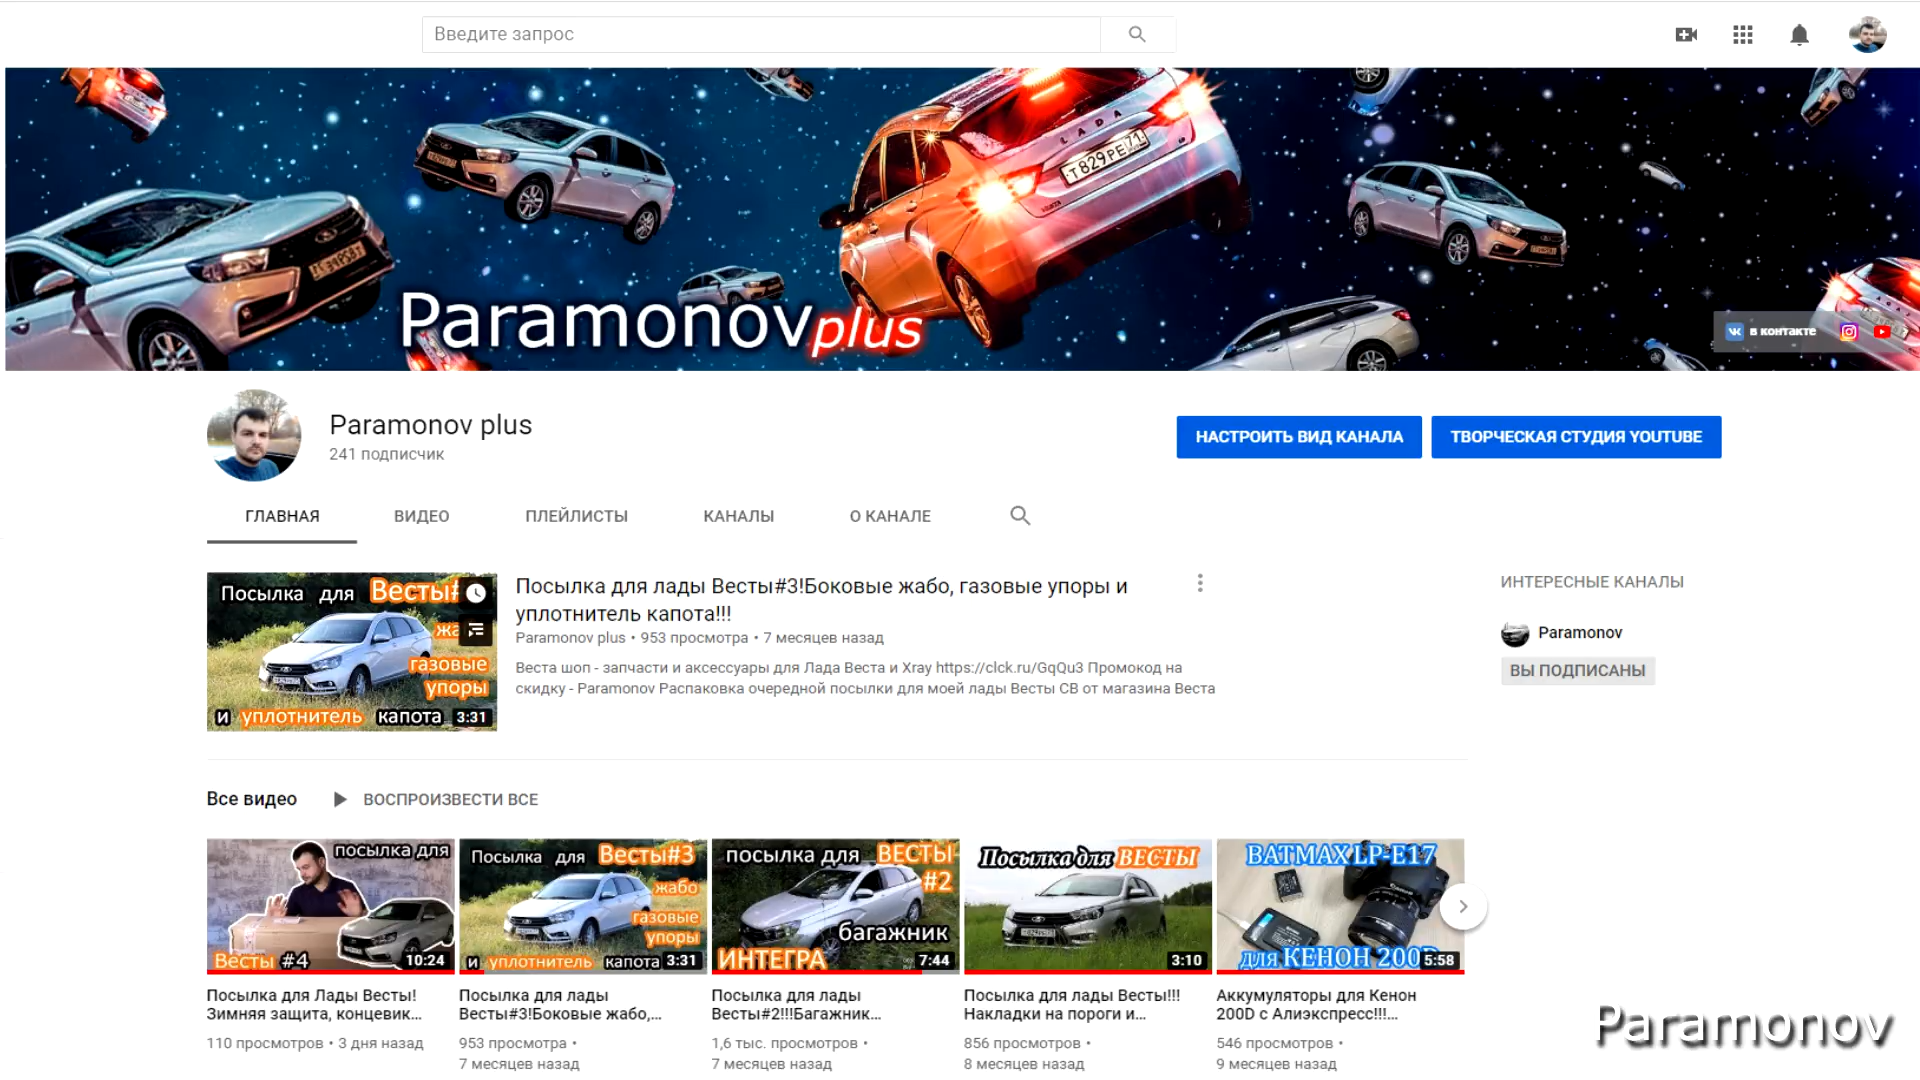 Введите запрос
LADA
Т829РЕ 71
VESTA
Paramonov plus
в контакте
Paramonov plus
241 подписчик
НАСТРОИТЬ ВИД КАНАЛА
ТВОРЧЕСКАЯ СТУДИЯ YOUTUBE
ГЛАВНАЯ
ВИДЕО
ПЛЕЙЛИСТЫ
КАНАЛЫ
О КАНАЛЕ
Посылка для Весты#
жа
газовые
упоры
и уплотнитель капота
3:31
Посылка для лады Весты#3!Боковые жабо, газовые упоры и
уплотнитель капота!!!
Paramonov plus • 953 просмотра • 7 месяцев назад
Веста шоп - запчасти и аксессуары для Лада Веста и Xray https://clck.ru/GqQu3 Промокод на
скидку - Paramonov Распаковка очередной посылки для моей лады Весты СВ от магазина Веста
ИНТЕРЕСНЫЕ КАНАЛЫ
Paramonov
ВЫ ПОДПИСАНЫ
Все видео
ВОСПРОИЗВЕСТИ ВСЕ
посылка для
Весты #4
10:24
Посылка для Весты#3
жабо
газовые
упоры
и уплотнитель капота
3:31
посылка для ВЕСТЫ
#2
багажник
ИНТЕГРА
7:44
Посылка для ВЕСТЫ
3:10
BATMAX LP-E17
Canon
для КЕНОН 200D
5:58
Посылка для Лады Весты!
Зимняя защита, концевик...
110 просмотров • 3 дня назад
Посылка для лады
Весты#3!Боковые жабо,...
953 просмотра •
7 месяцев назад
Посылка для лады
Весты#2!!!Багажник...
1,6 тыс. просмотров •
7 месяцев назад
Посылка для лады Весты!!!
Накладки на пороги и...
856 просмотров •
8 месяцев назад
Аккумуляторы для Кенон
200D с Алиэкспресс!!!...
546 просмотров •
9 месяцев назад
Paramonov